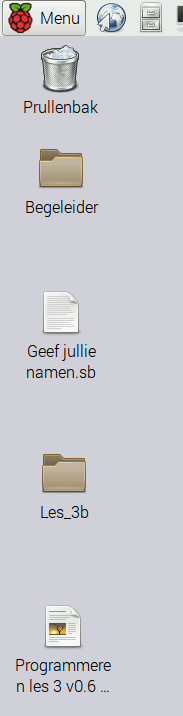 Menu
Prullenbak
Begeleider
Geef jullie
namen.sb
Les_3b
Programmere
n les 3 v0.6 ...